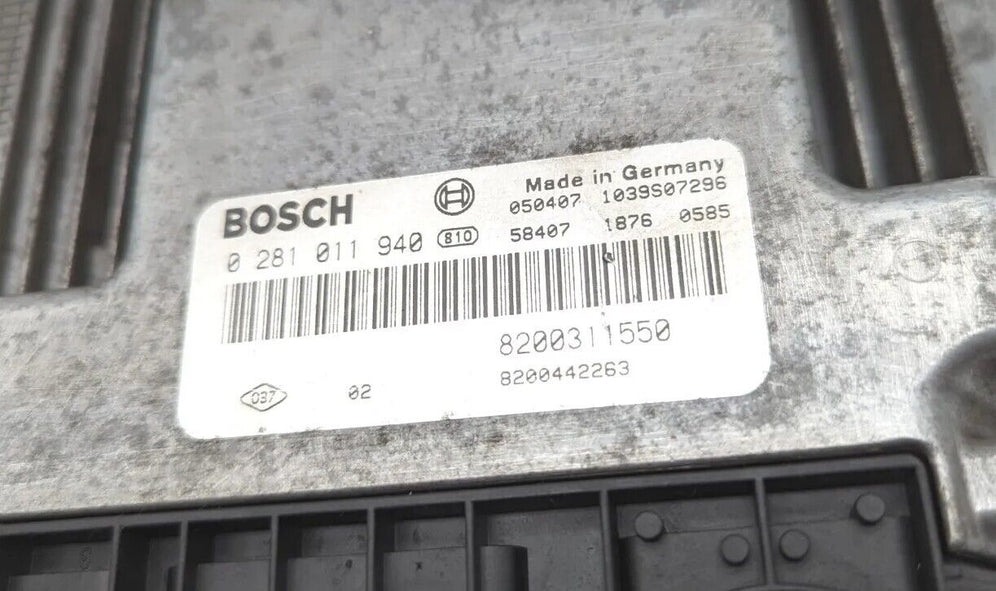 BOSCH
Made in Germany
050407 1039S07296
0 281 011 940 810 58407 1876 0585
8200311550
8200442263
037 02